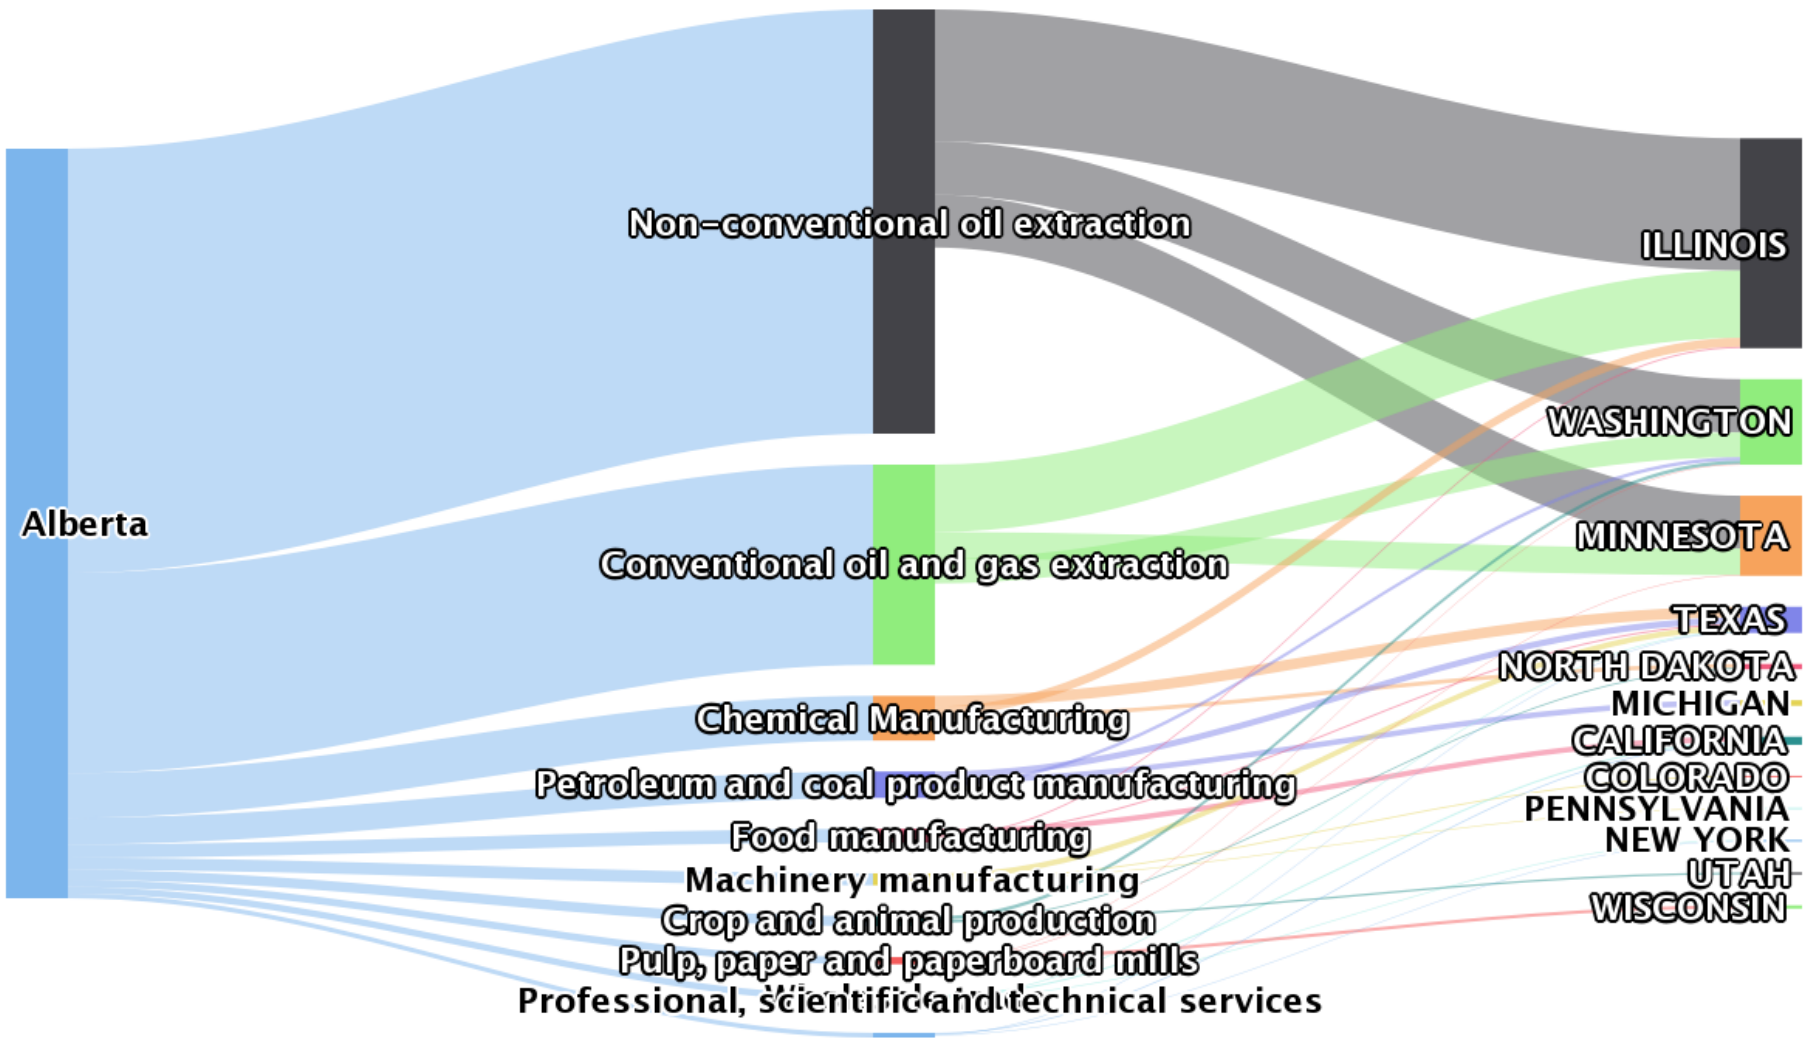 Alberta
Non-conventional oil extraction
Conventional oil and gas extraction
Chemical Manufacturing
Petroleum and coal product manufacturing
Food manufacturing
Machinery manufacturing
Crop and animal production
Pulp, paper and paperboard mills
Professional, scientific and technical services
ILLINOIS
WASHINGTON
MINNESOTA
TEXAS
NORTH DAKOTA
MICHIGAN
CALIFORNIA
COLORADO
PENNSYLVANIA
NEW YORK
UTAH
WISCONSIN